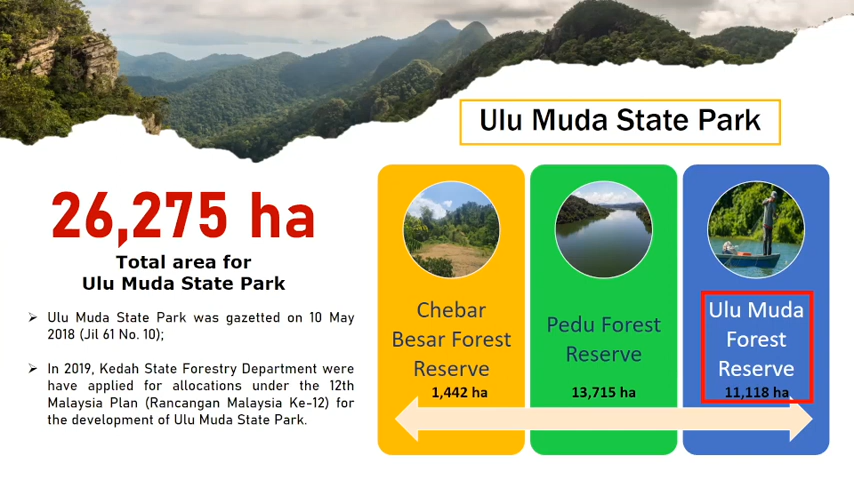 Ulu Muda State Park
26,275 ha
Total area for
Ulu Muda State Park
➢ Ulu Muda State Park was gazetted on 10 May
2018 (Jil 61 No. 10);
➢ In 2019, Kedah State Forestry Department were
have applied for allocations under the 12th
Malaysia Plan (Rancangan Malaysia Ke-12) for
the development of Ulu Muda State Park.
Chebar
Besar Forest
Reserve
1,442 ha
Pedu Forest
Reserve
13,715 ha
Ulu Muda
Forest
Reserve
11,118 ha